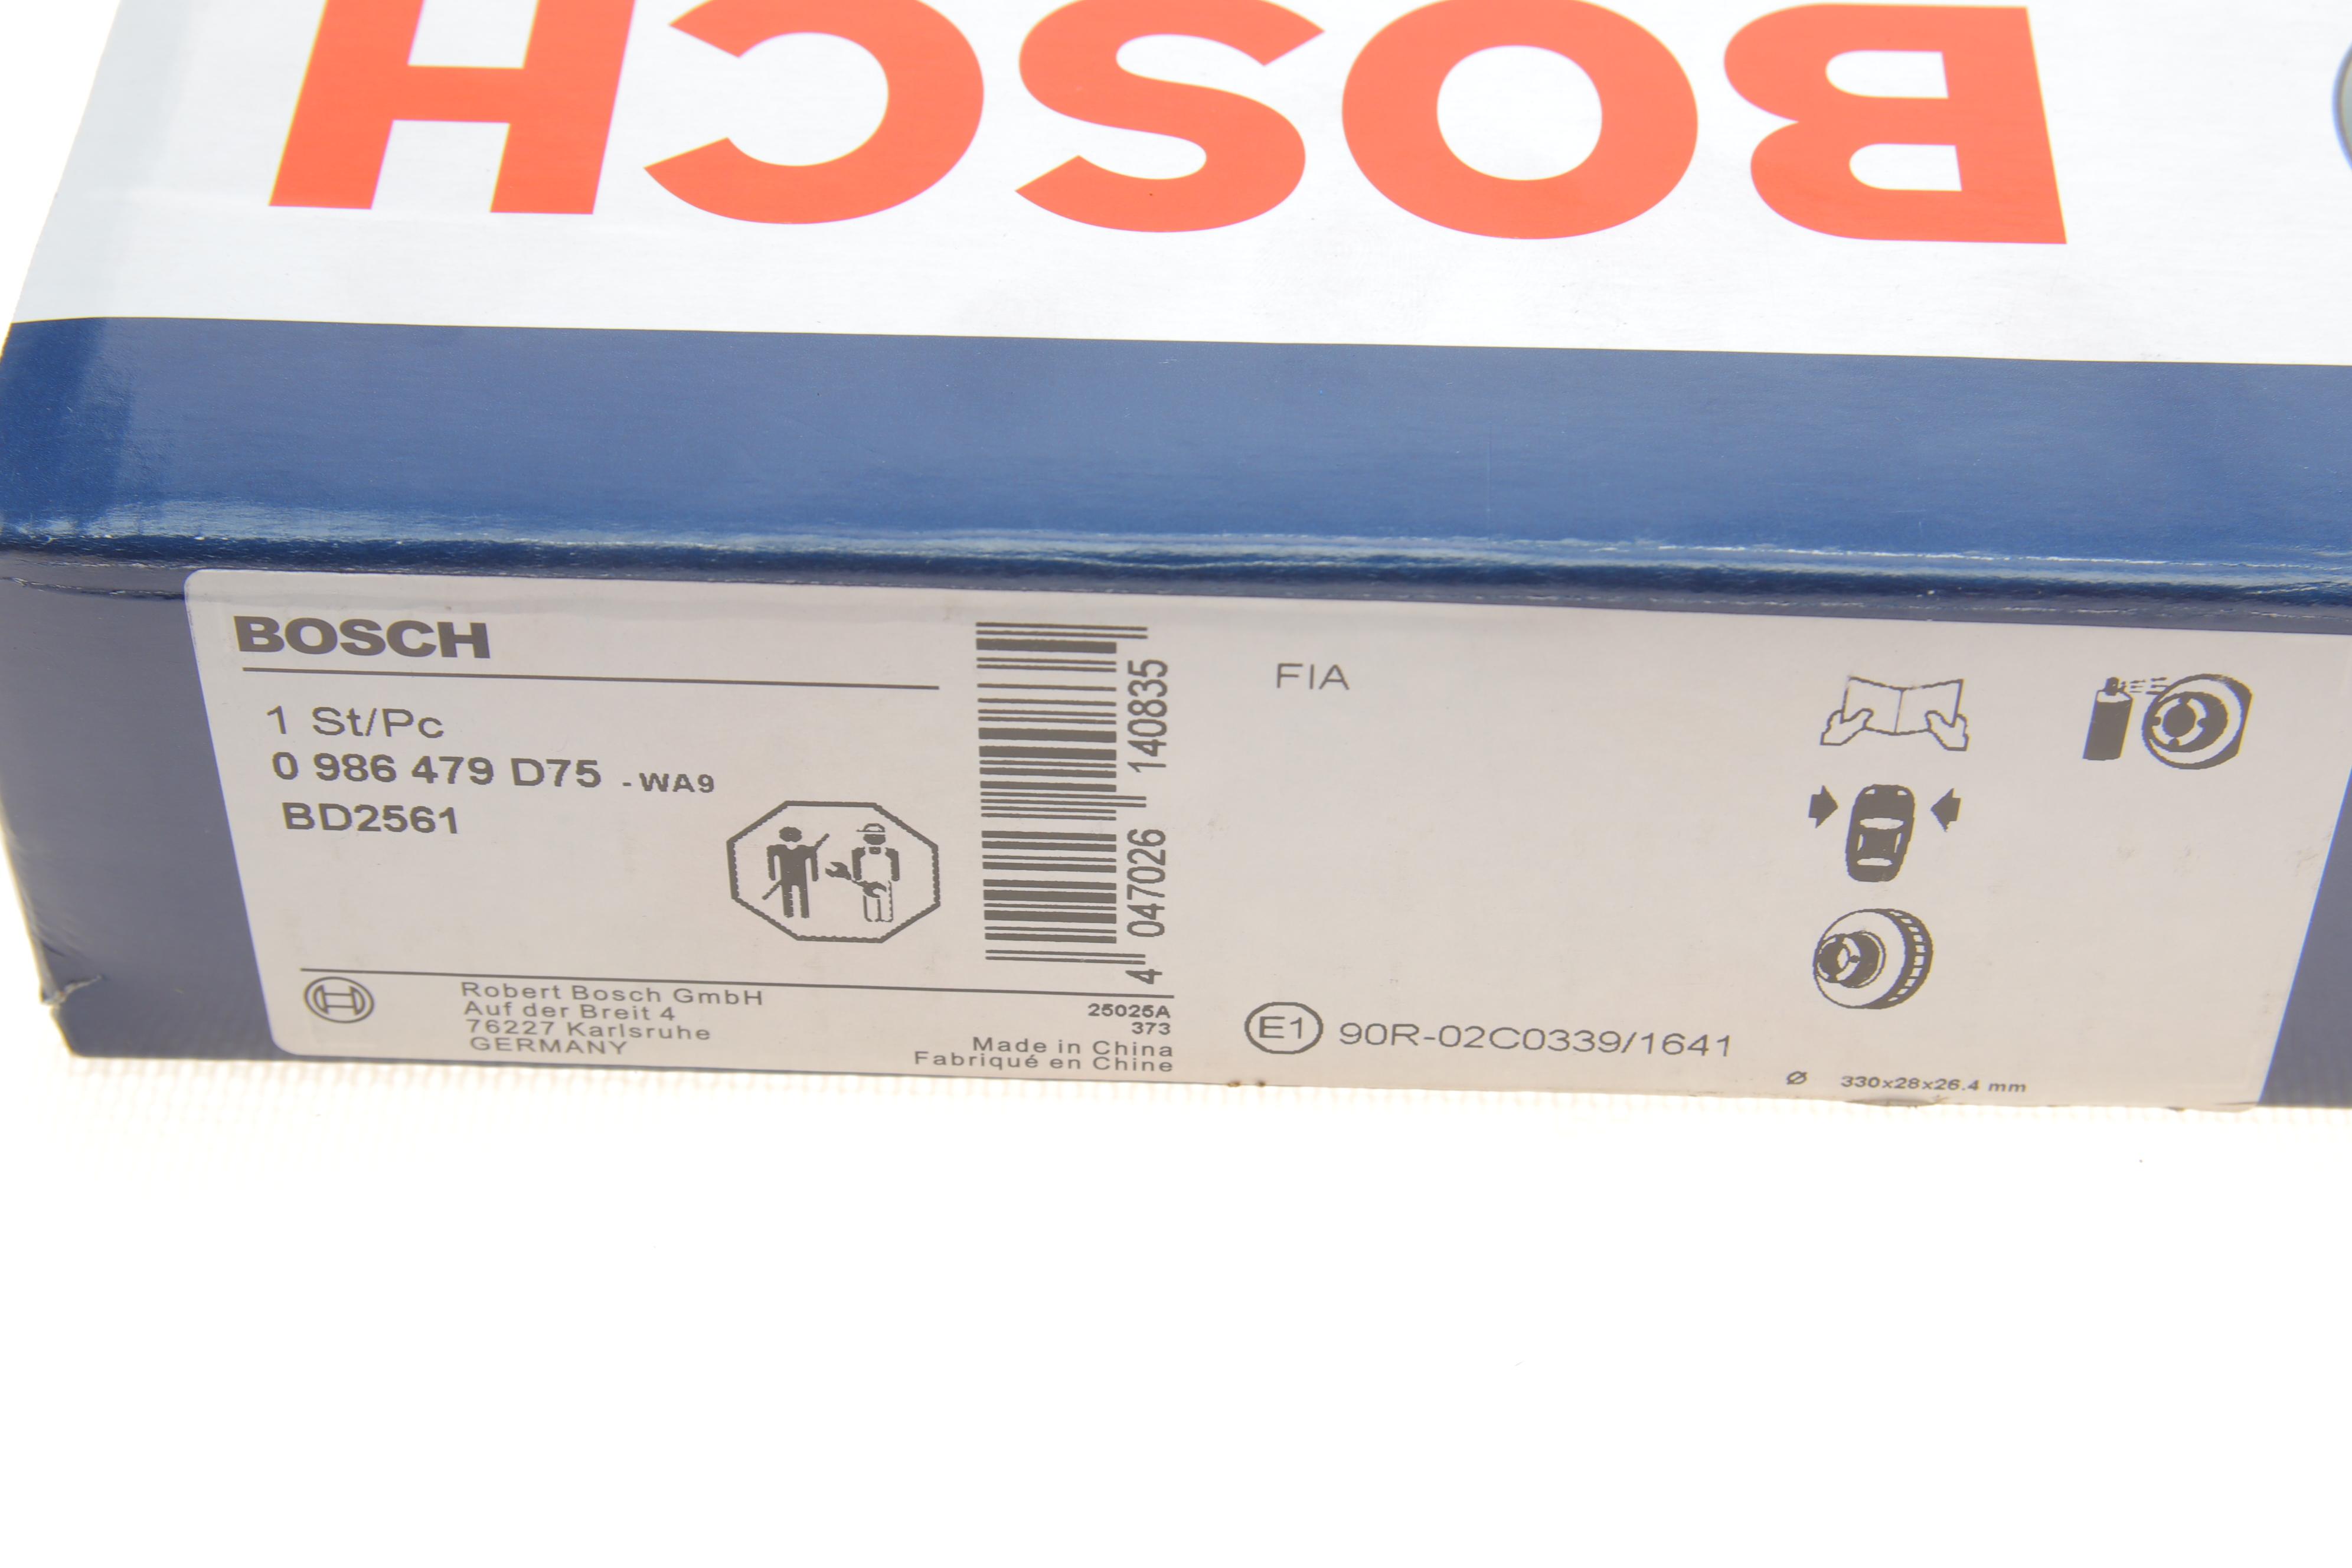 BOSCH
BOSCH
1 St/Pc
0 986 479 D75 - WA9
BD2561
4 047026 140835
Robert Bosch GmbH
Auf der Breit 4
76227 Karlsruhe
GERMANY
25025A
373
Made in China
Fabriqué en Chine
FIA
E1 90R-02C0339/1641
Ø 330x28x26.4 mm